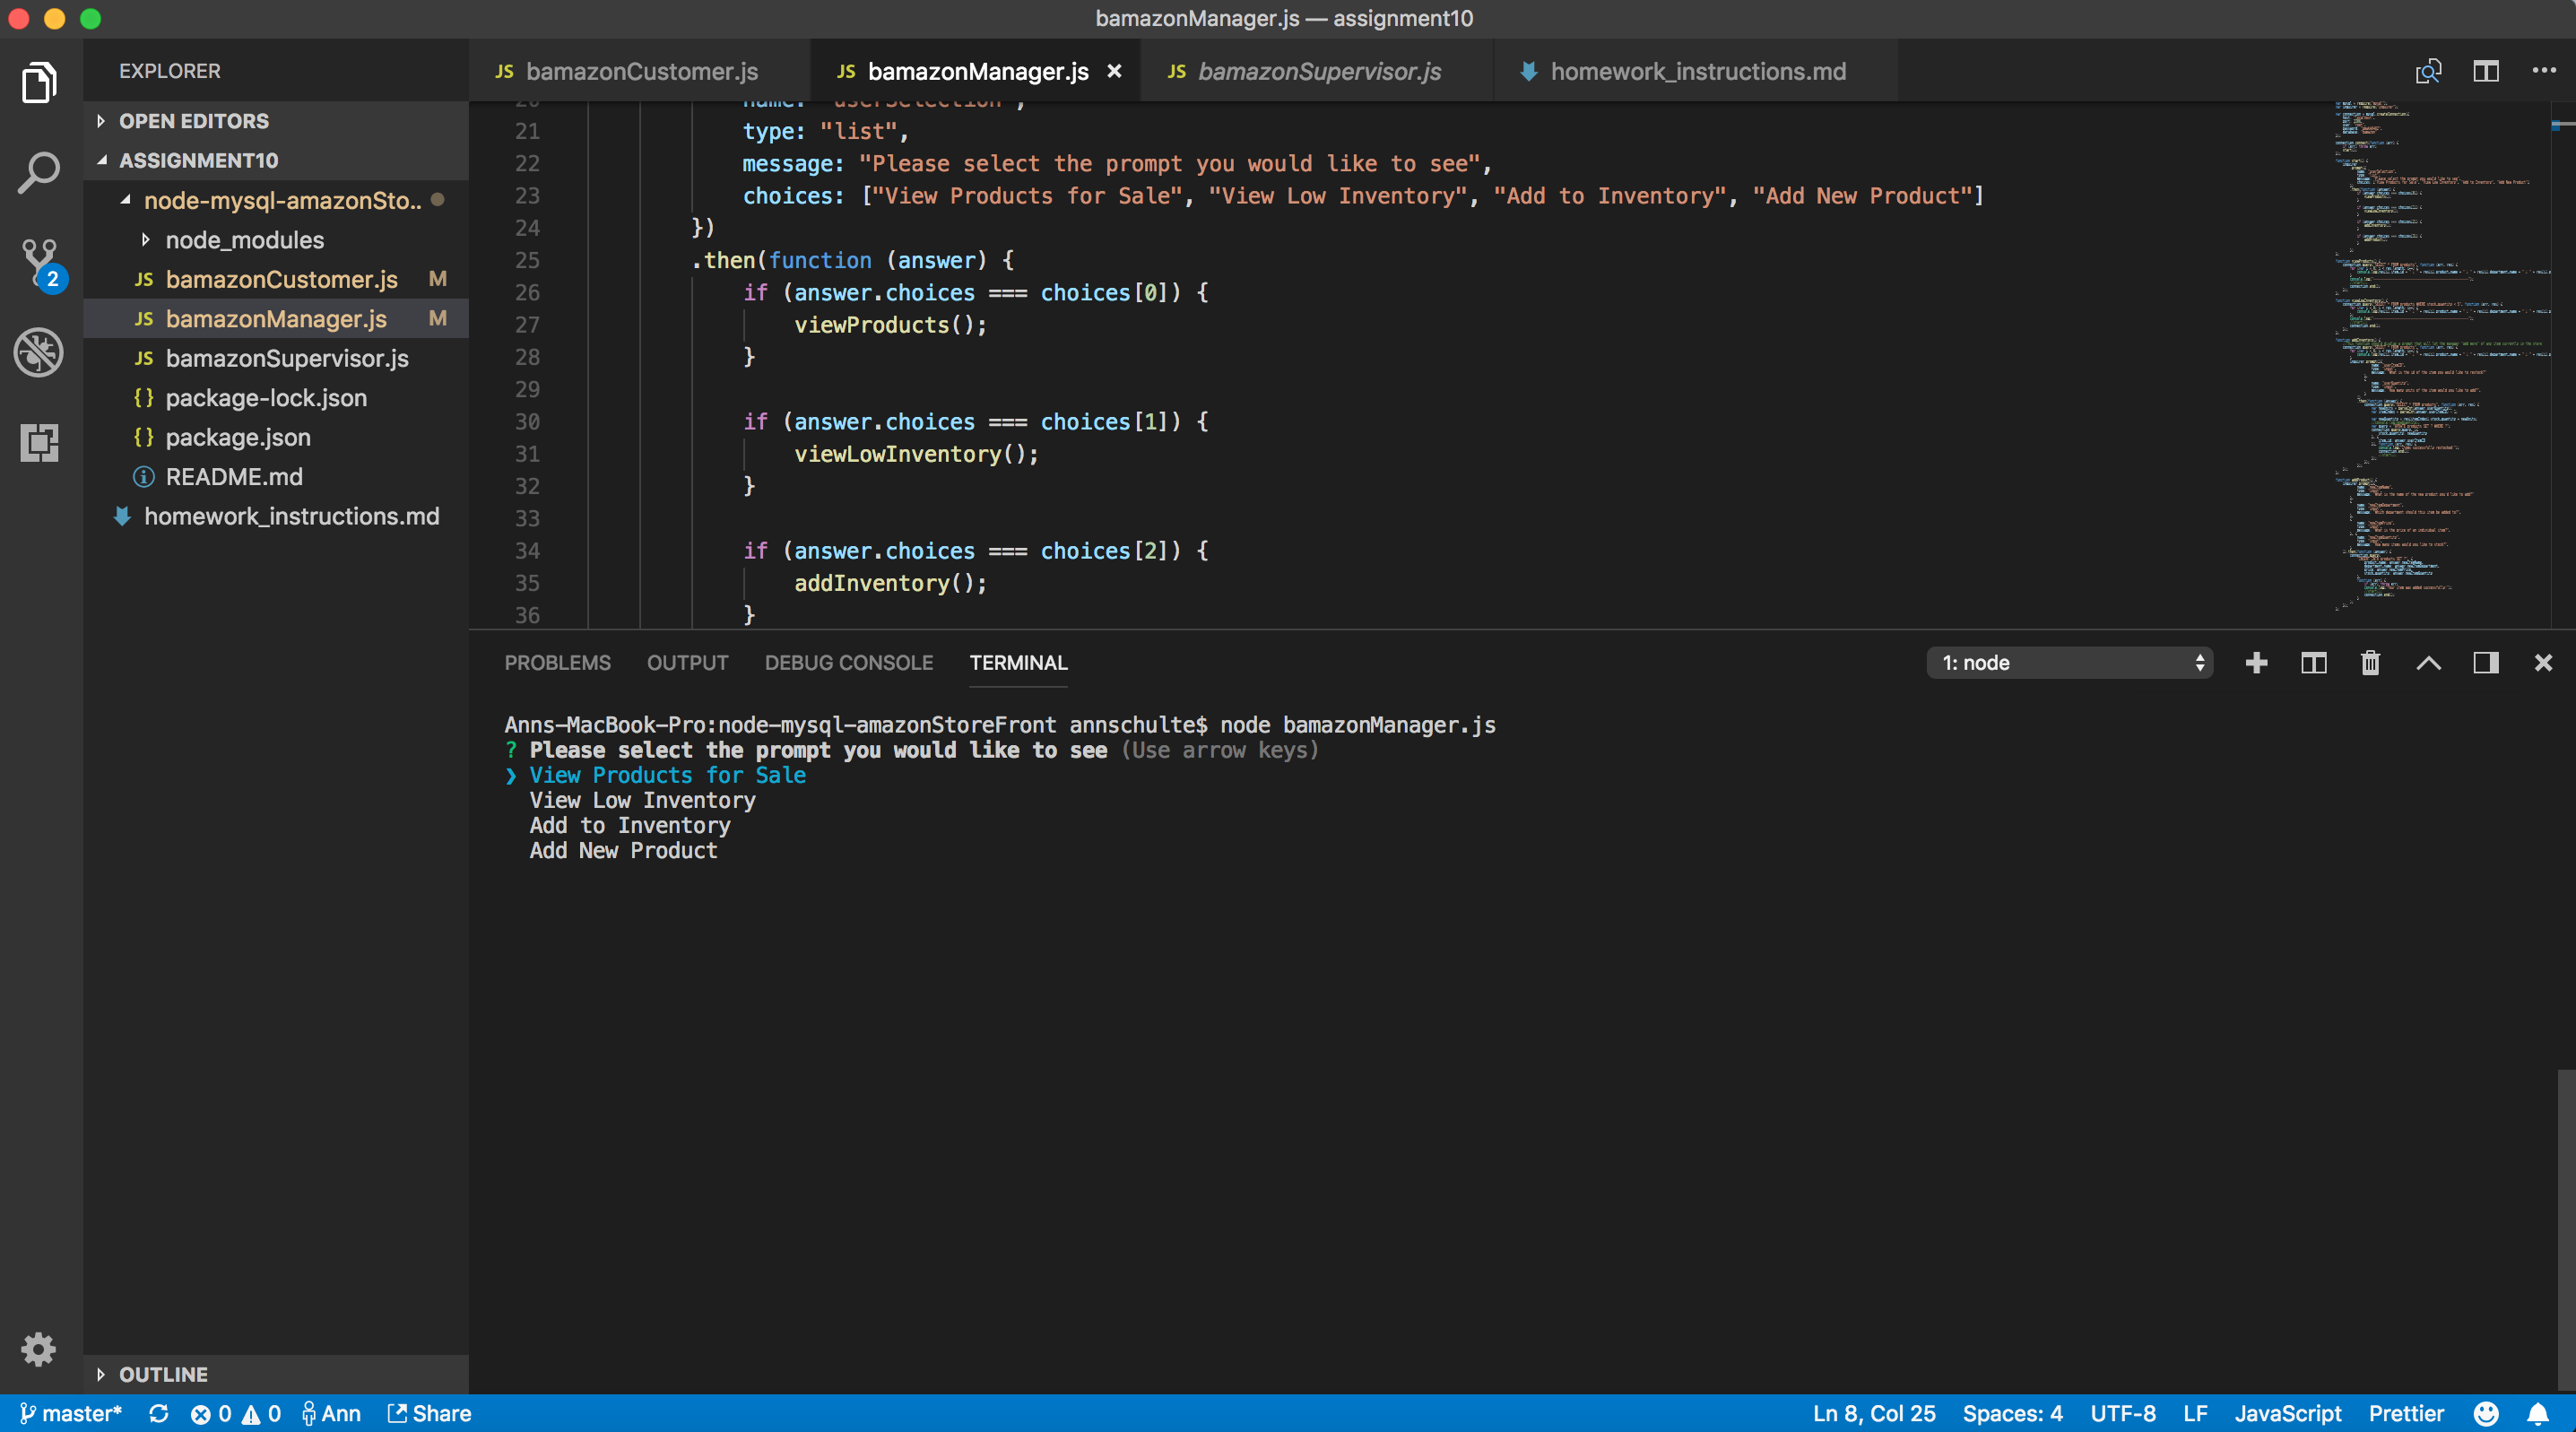 bamazonManager.js — assignment10
EXPLORER
OPEN EDITORS
ASSIGNMENT10
node-mysql-amazonSto..
node_modules
JS bamazonCustomer.js M
JS bamazonManager.js M
JS bamazonSupervisor.js
{} package-lock.json
{} package.json
README.md
homework_instructions.md
OUTLINE
2
JS bamazonCustomer.js
JS bamazonManager.js ×
JS bamazonSupervisor.js
homework_instructions.md
20 name: "userSelection",
21 type: "list",
22 message: "Please select the prompt you would like to see",
23 choices: ["View Products for Sale", "View Low Inventory", "Add to Inventory", "Add New Product"]
24 })
25 .then(function (answer) {
26 if (answer.choices === choices[0]) {
27 viewProducts();
28 }
29
30 if (answer.choices === choices[1]) {
31 viewLowInventory();
32 }
33
34 if (answer.choices === choices[2]) {
35 addInventory();
36 }
PROBLEMS OUTPUT DEBUG CONSOLE TERMINAL
1: node
Anns-MacBook-Pro:node-mysql-amazonStoreFront annschulte$ node bamazonManager.js
? Please select the prompt you would like to see (Use arrow keys)
❯ View Products for Sale
View Low Inventory
Add to Inventory
Add New Product
master* 0 0 Ann Share
Ln 8, Col 25 Spaces: 4 UTF-8 LF JavaScript Prettier